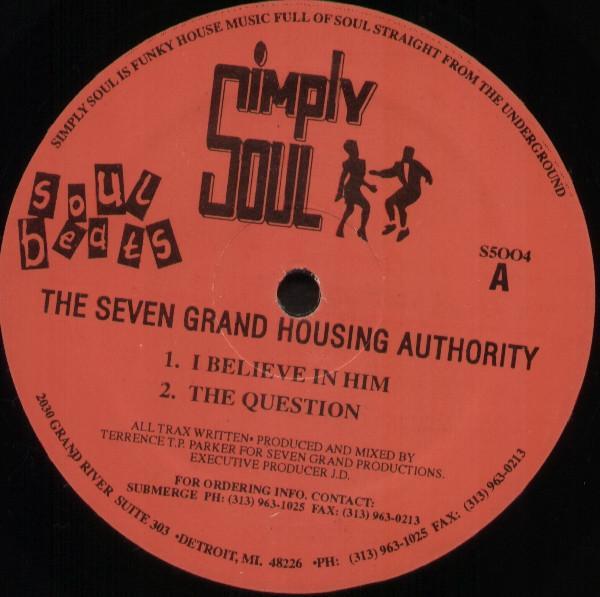 SIMPLY SOUL IS FUNKY HOUSE MUSIC FULL OF SOUL STRAIGHT FROM THE UNDERGROUND
Simply
SOUL
soul
beats
S5OO4
A
THE SEVEN GRAND HOUSING AUTHORITY
1. I BELIEVE IN HIM
2. THE QUESTION
ALL TRAX WRITTEN• PRODUCED AND MIXED BY
TERRENCE T.P. PARKER FOR SEVEN GRAND PRODUCTIONS.
EXECUTIVE PRODUCER J.D.
FOR ORDERING INFO. CONTACT:
SUBMERGE PH: (313) 963-1025 FAX: (313) 963-0213
2030 GRAND RIVER SUITE 303 •DETROIT, MI. 48226 •PH: (313) 963-1025 FAX: (313) 963-0213